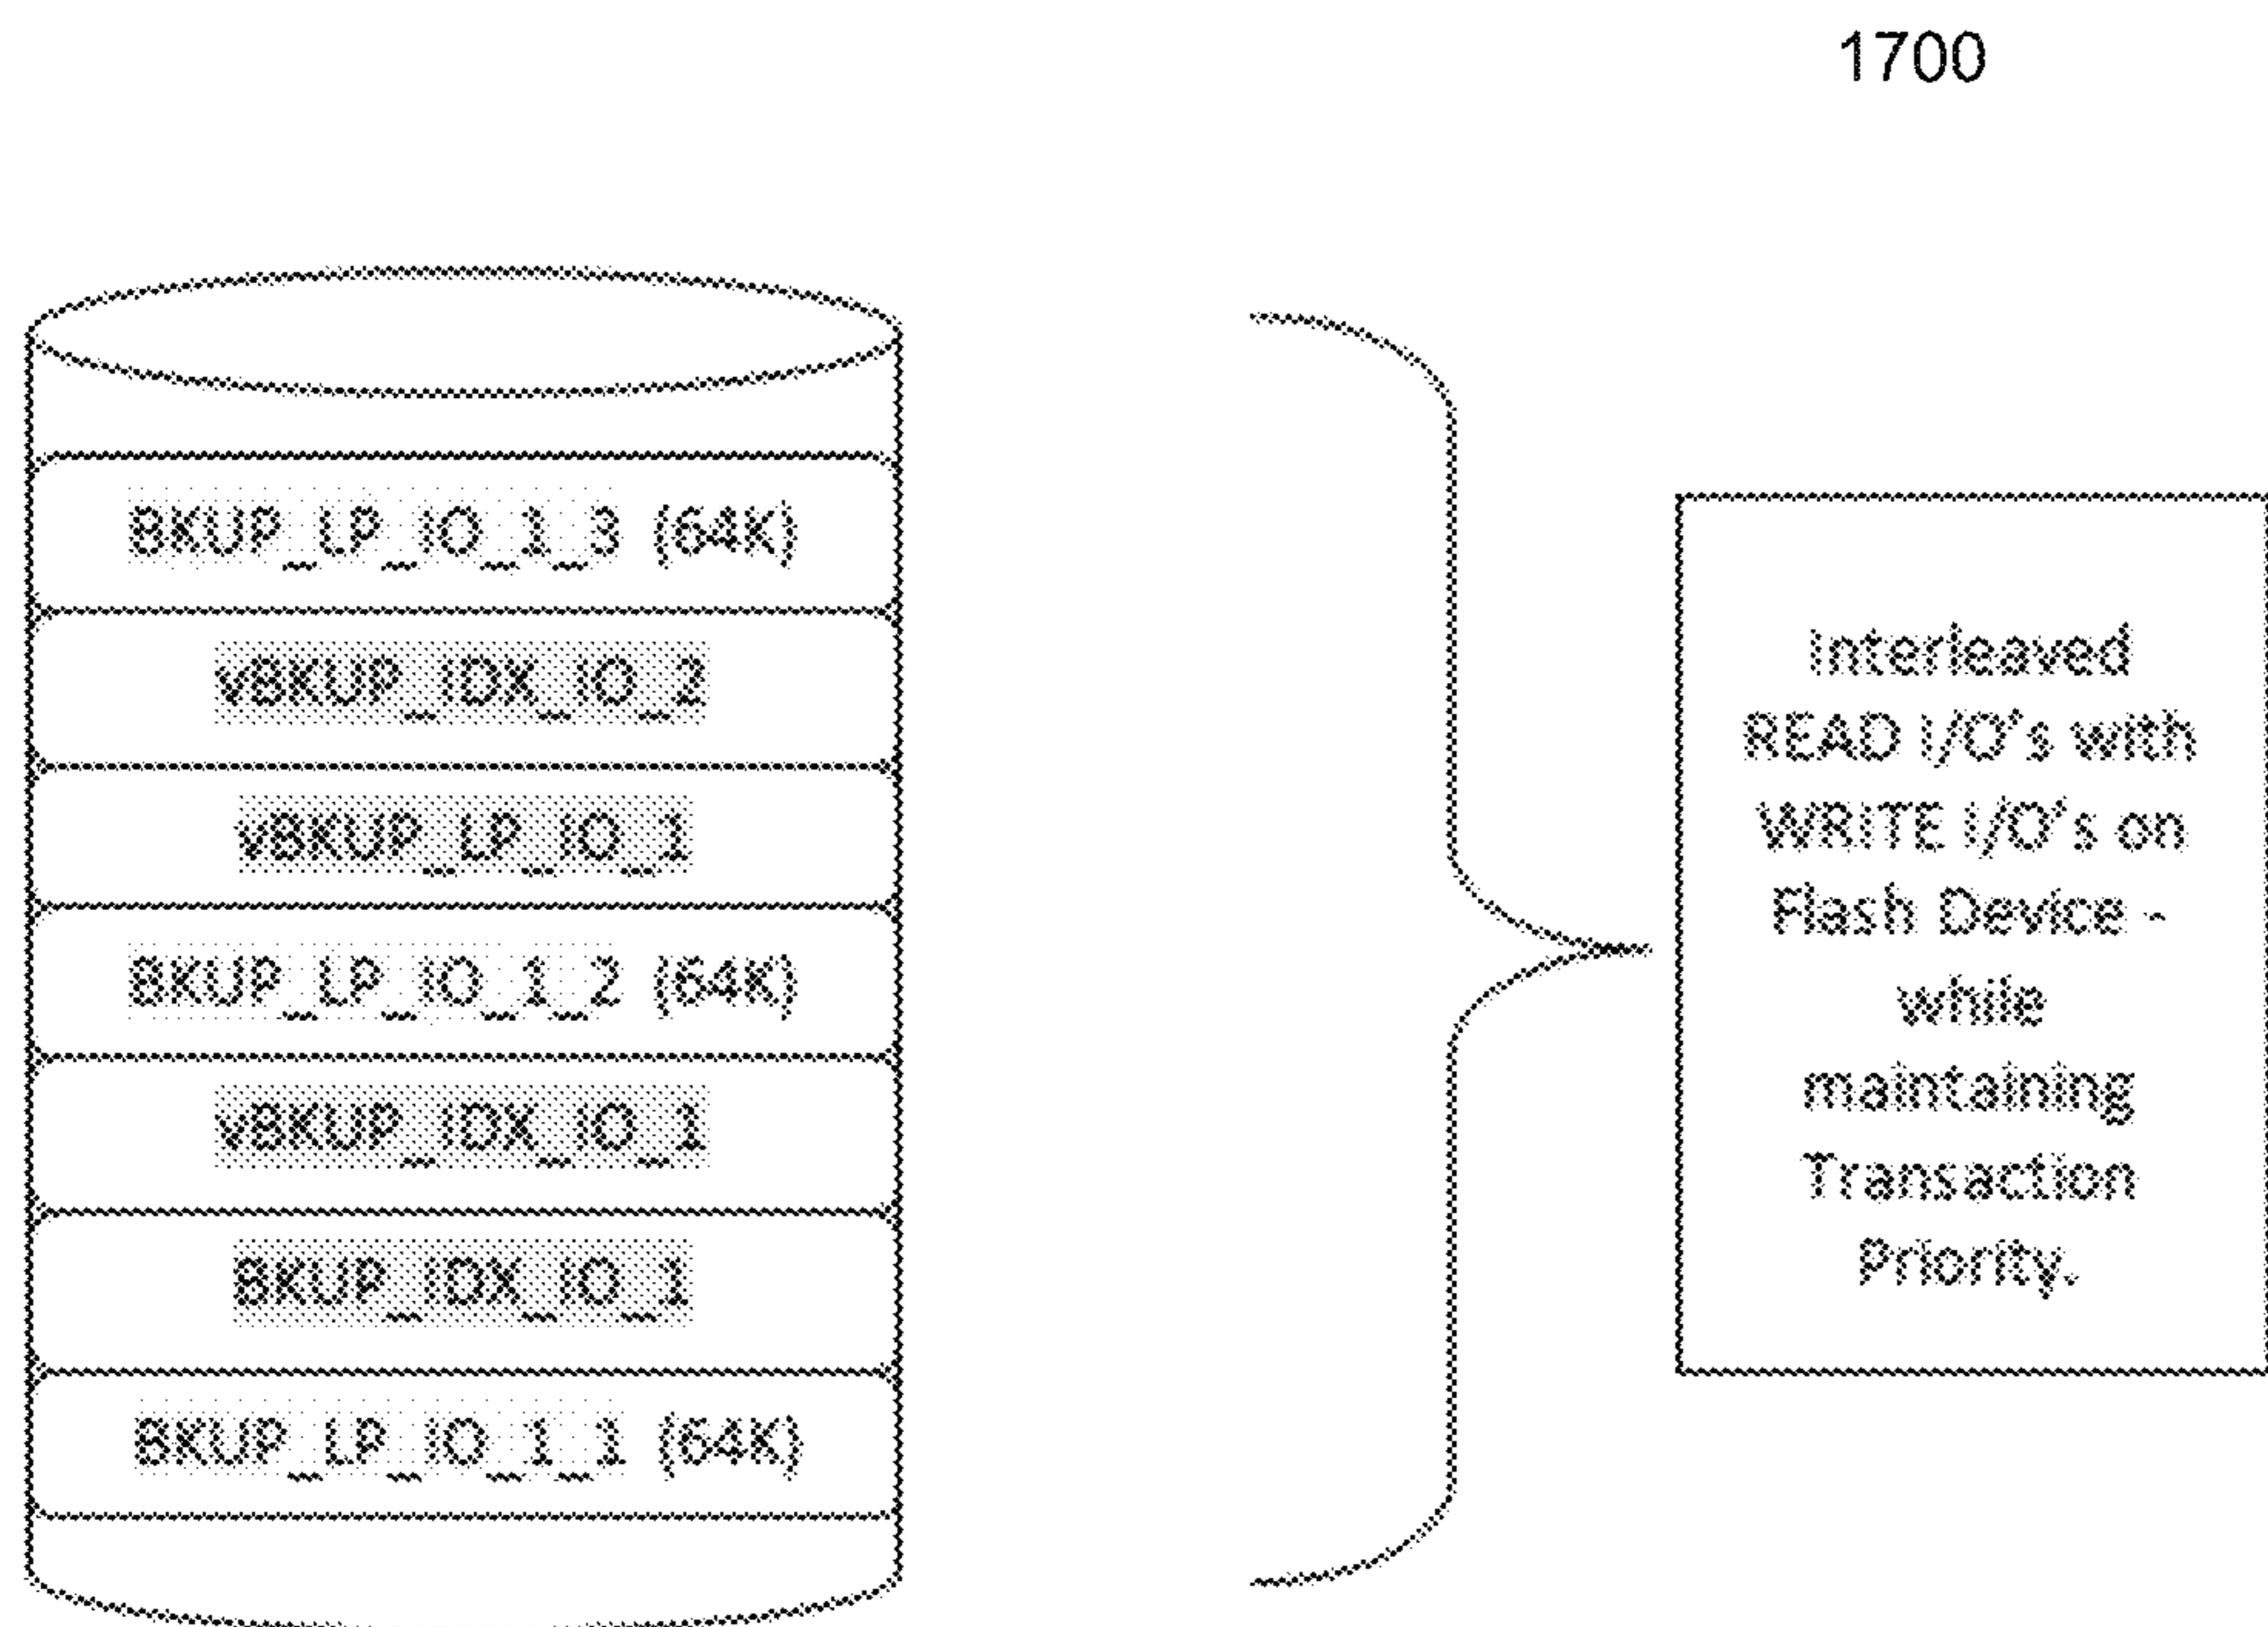 1700
BKUP_LP_IO_1_3 (64K)
vBKUP_IDX_IO_2
vBKUP_LP_IO_1
BKUP_LP_IO_1_2 (64K)
vBKUP_IDX_IO_1
BKUP_IDX_IO_1
BKUP_LP_IO_1_1 (64K)
Interleaved
READ I/O's with
WRITE I/O's on
Flash Device -
while
maintaining
Transaction
Priority.